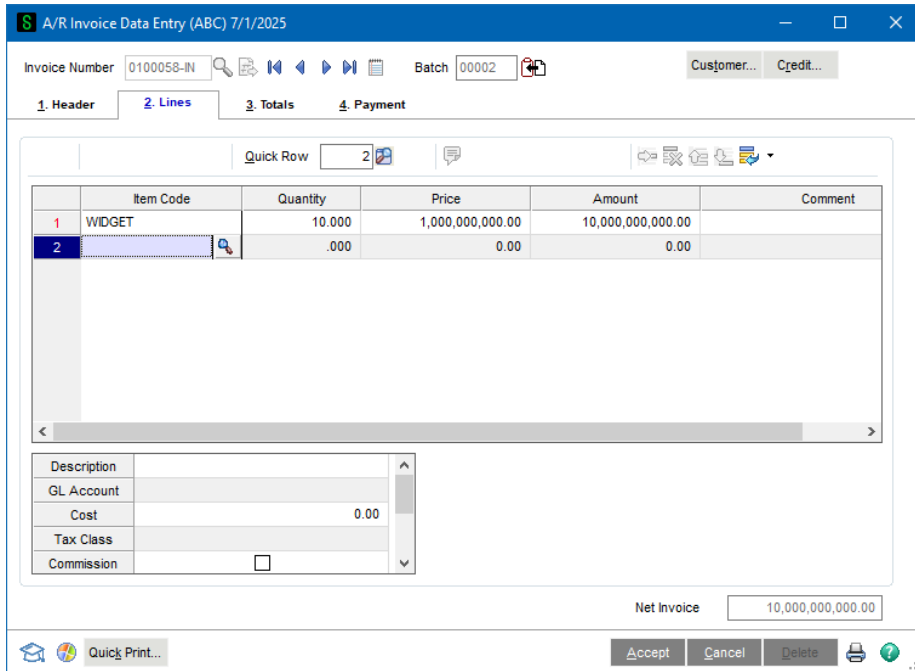 S A/R Invoice Data Entry (ABC) 7/1/2025
Invoice Number 0100058-IN Batch 00002 Customer... Credit...
1. Header 2. Lines 3. Totals 4. Payment
Quick Row 2
Item Code Quantity Price Amount Comment
1 WIDGET 10.000 1,000,000,000.00 10,000,000,000.00
2 .000 0.00 0.00
Description
GL Account
Cost 0.00
Tax Class
Commission
Net Invoice 10,000,000,000.00
Quick Print... Accept Cancel Delete ?